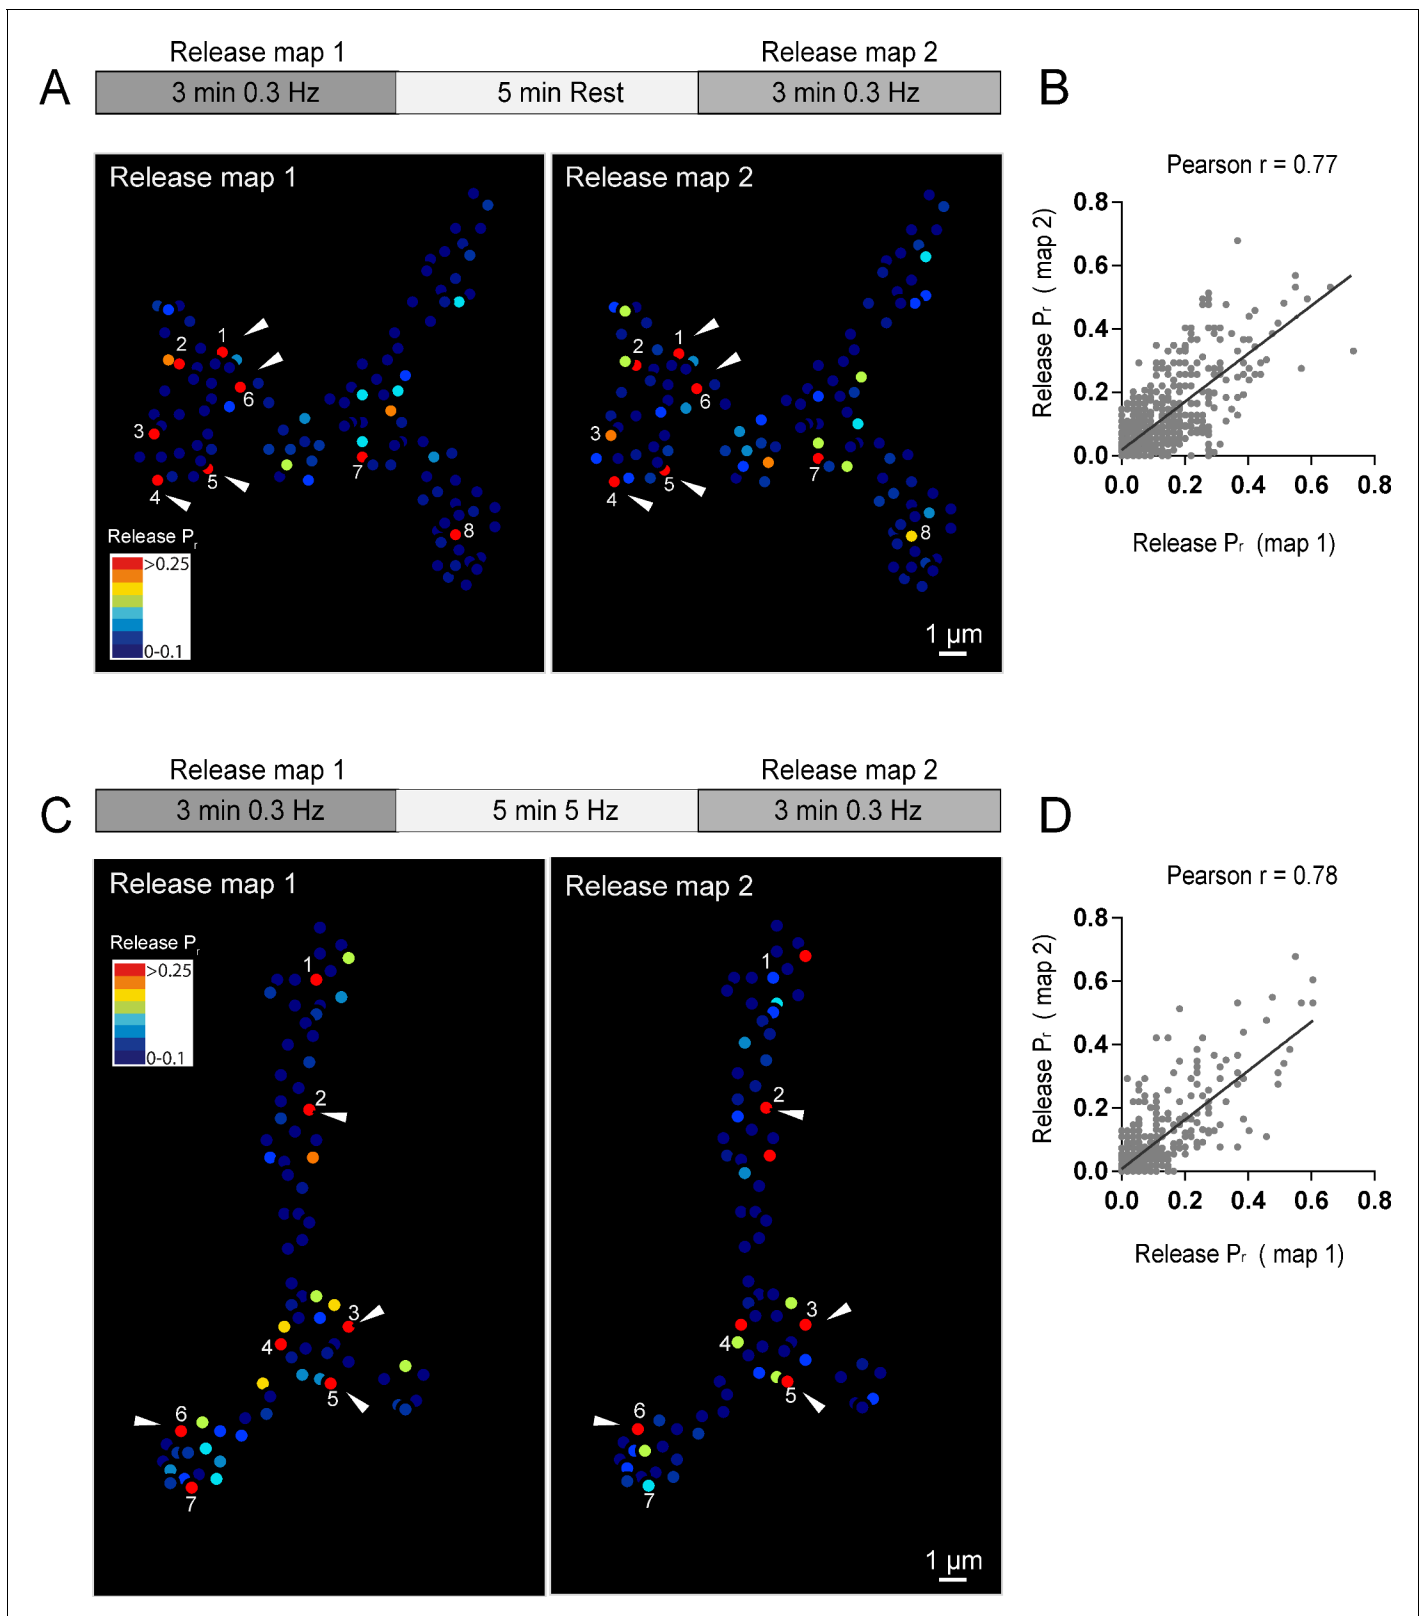 A
Release map 1
Release map 2
3 min 0.3 Hz
5 min Rest
3 min 0.3 Hz
Release map 1
1
2
6
3
5
4
7
8
Release Pr
>0.25
0-0.1
Release map 2
1
2
6
3
5
4
7
8
1 µm
B
Pearson r = 0.77
Release Pr ( map 2)
0.8
0.6
0.4
0.2
0.0
0.0 0.2 0.4 0.6 0.8
Release Pr (map 1)
C
Release map 1
Release map 2
3 min 0.3 Hz
5 min 5 Hz
3 min 0.3 Hz
Release map 1
Release Pr
>0.25
0-0.1
1
2
3
4
5
6
7
Release map 2
1
2
3
4
5
6
7
1 µm
D
Pearson r = 0.78
Release Pr ( map 2)
0.8
0.6
0.4
0.2
0.0
0.0 0.2 0.4 0.6 0.8
Release Pr ( map 1)